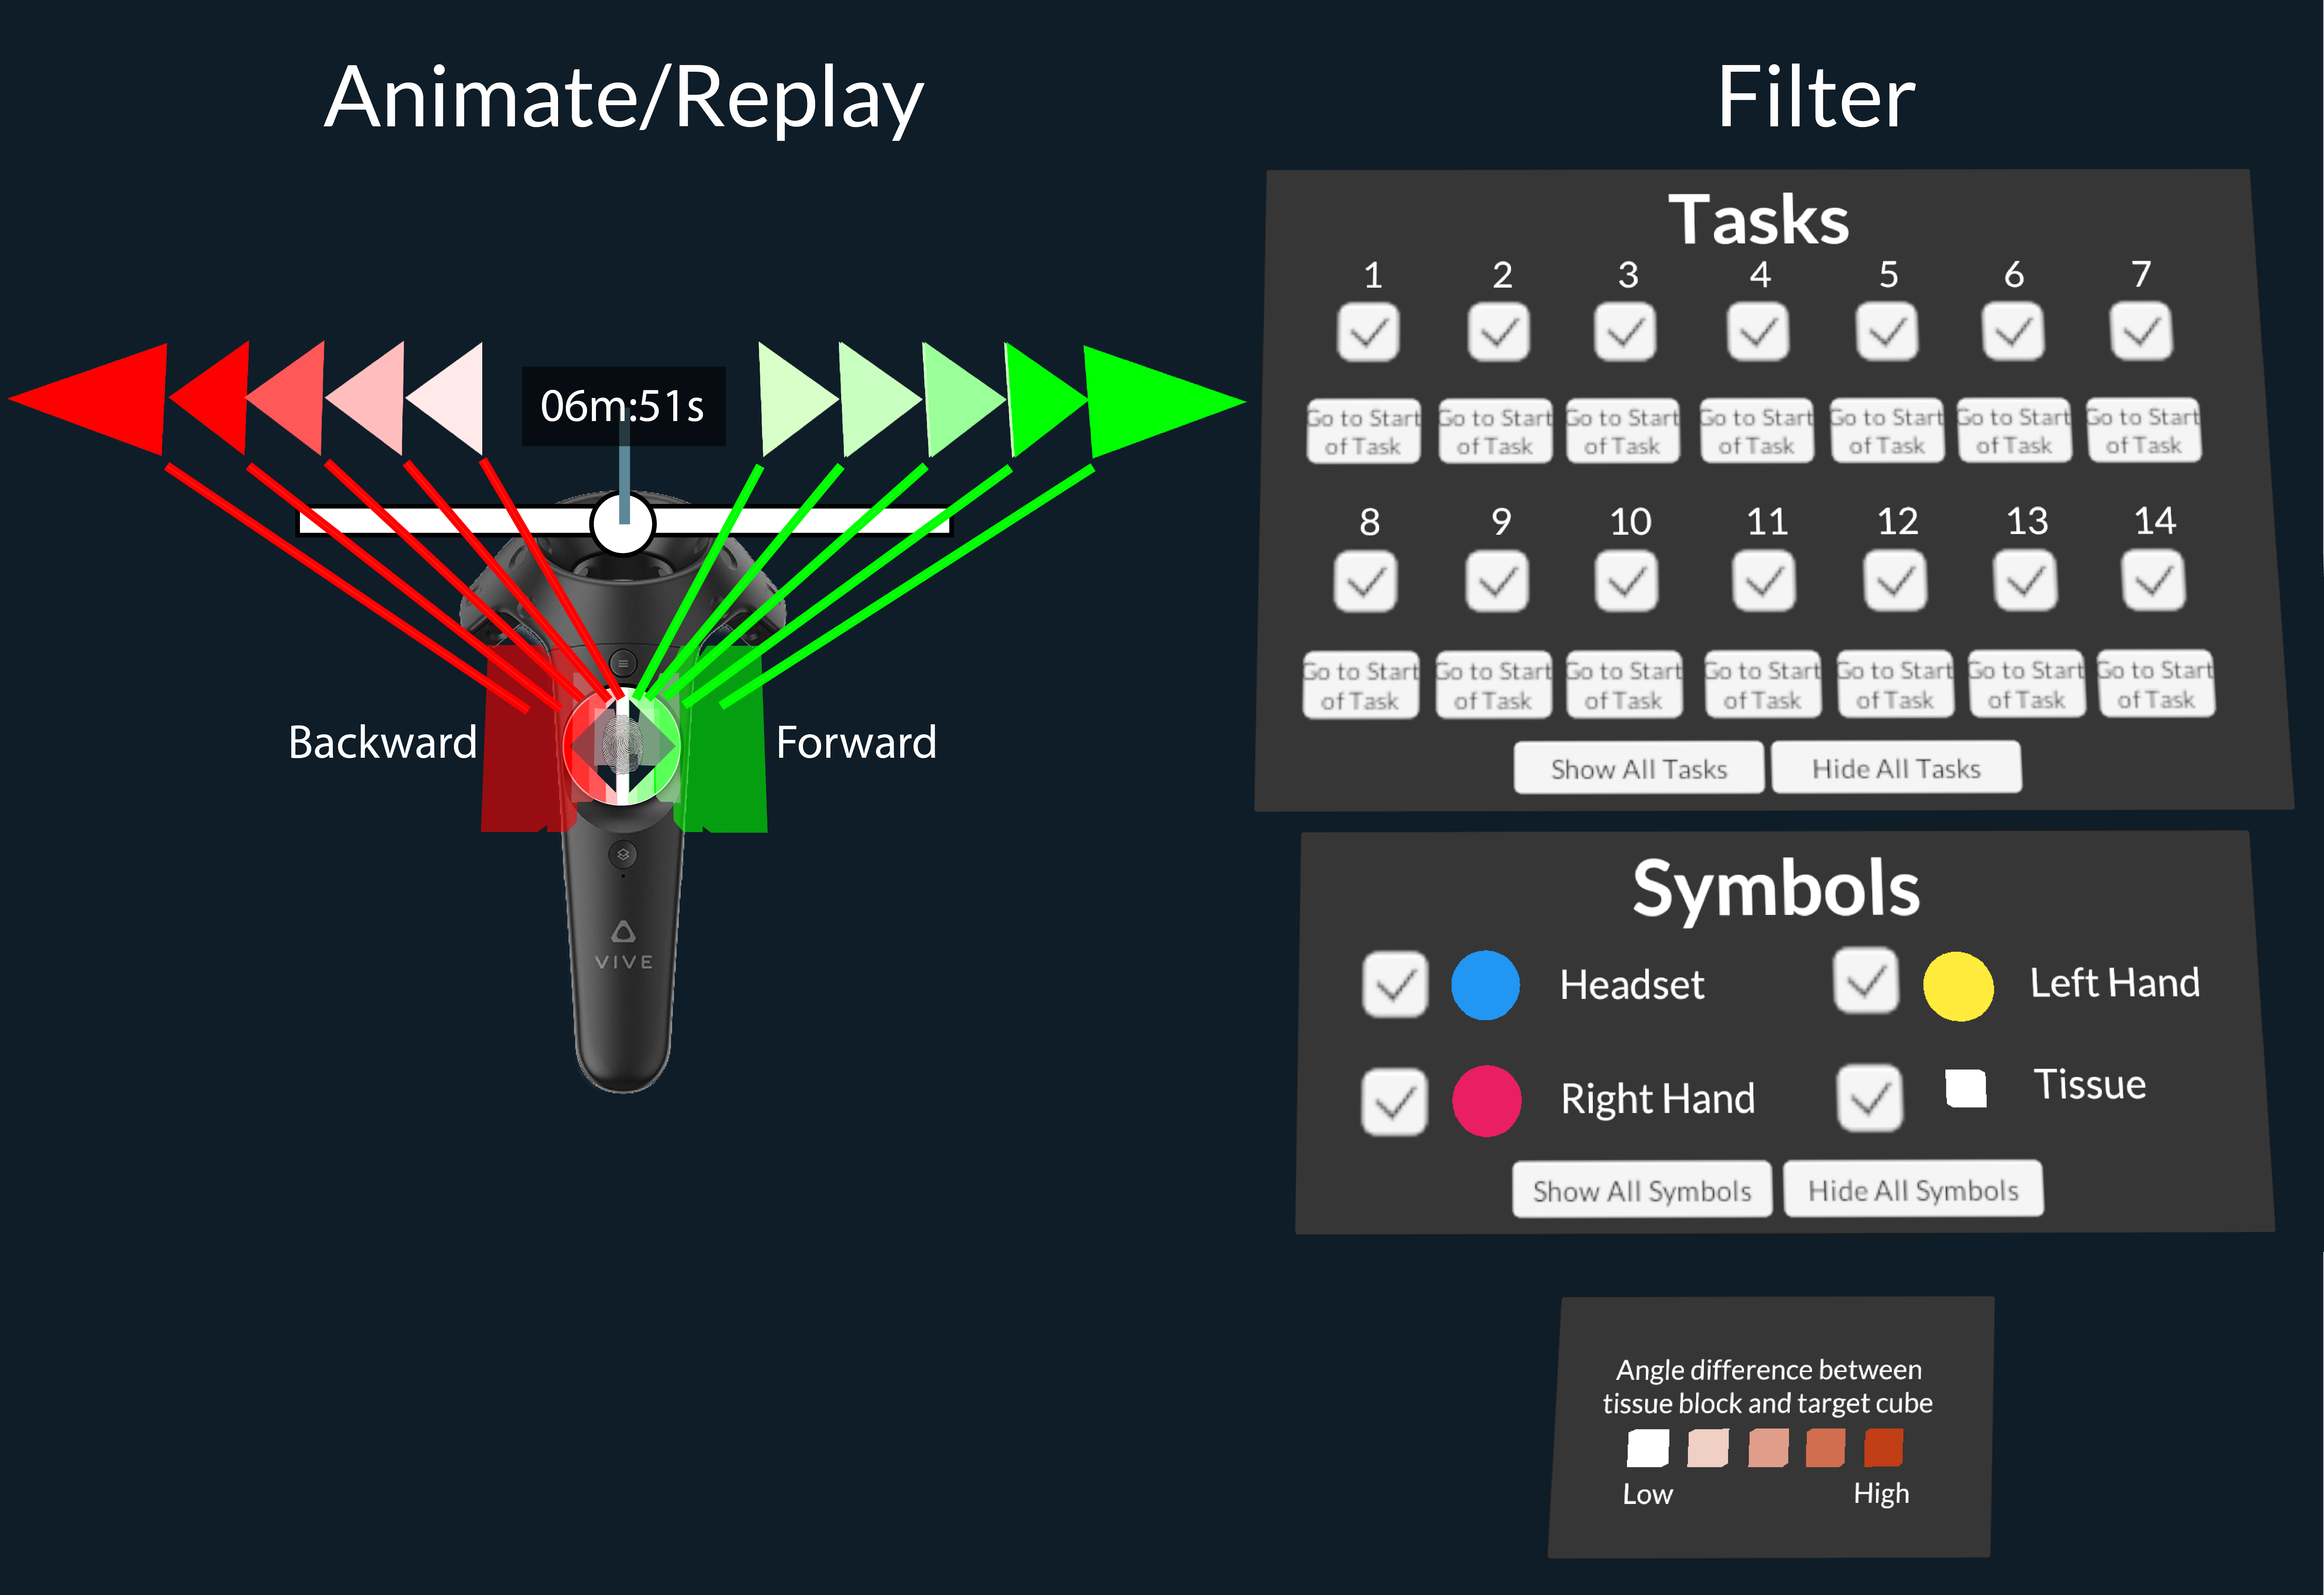 Animate/Replay
06m:51s
Backward
Forward
VIVE
Filter
Tasks
1 2 3 4 5 6 7
Go to Start of Task Go to Start of Task Go to Start of Task Go to Start of Task Go to Start of Task Go to Start of Task Go to Start of Task
8 9 10 11 12 13 14
Go to Start of Task Go to Start of Task Go to Start of Task Go to Start of Task Go to Start of Task Go to Start of Task Go to Start of Task
Show All Tasks Hide All Tasks
Symbols
Headset Left Hand
Right Hand Tissue
Show All Symbols Hide All Symbols
Angle difference between
tissue block and target cube
Low High